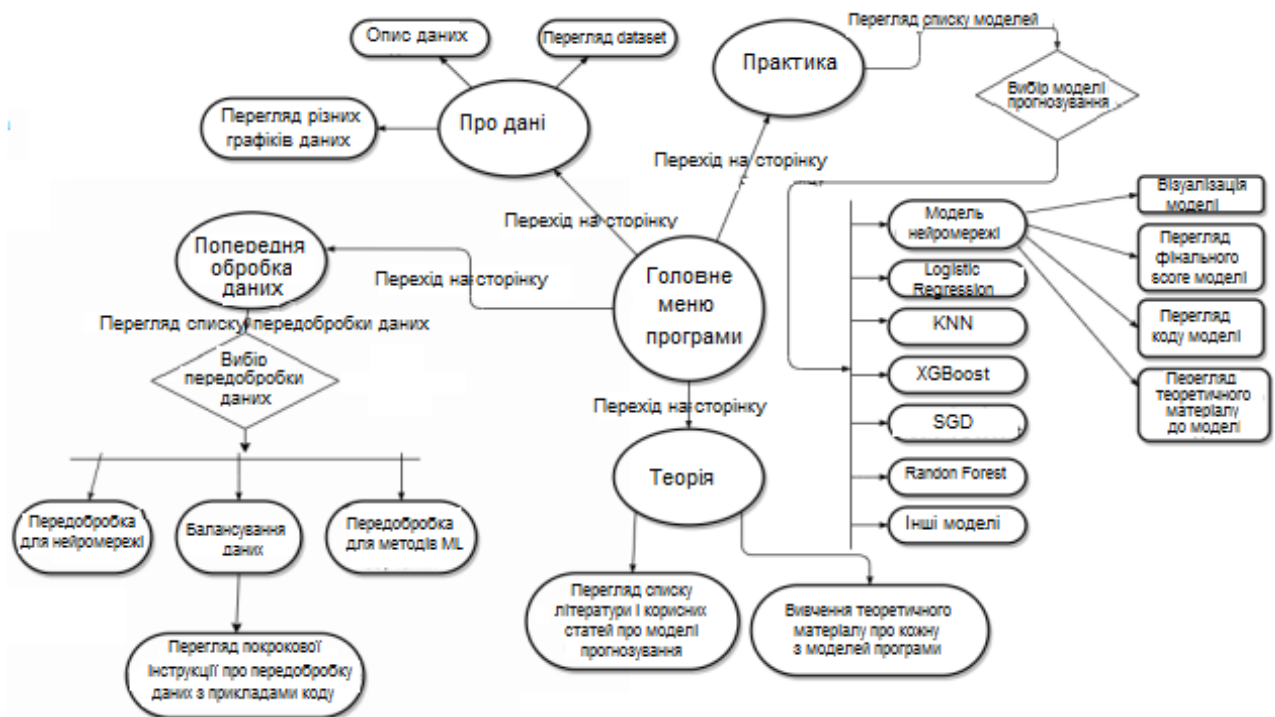 Перегляд списку моделей
Опис даних
Перегляд dataset
Практика
Вибір моделі
прогнозування
Перегляд різних
графіків даних
Про дані
Перехід на сторінку
Візуалізація
моделі
Перехід на сторінку
Модель
нейромережі
Попередня
обробка
даних
Перегляд
фінального
score моделі
Перехід на сторінку
Головне
меню
програми
Logistic
Regression
Перегляд списку передобробки даних
KNN
Перегляд
коду моделі
Вибір
передобробки
даних
XGBoost
Перегляд
теоретичного
матеріалу
до моделі
Перехід на сторінку
SGD
Теорія
Randon Forest
Передобробка
для нейромережі
Балансування
даних
Передобробка
для методів ML
Інші моделі
Перегляд списку
літератури і корисних
статей про моделі
прогнозування
Вивчення теоретичного
матеріалу про кожну
з моделей програми
Перегляд покрокової
інструкції про передобробку
даних з прикладами коду